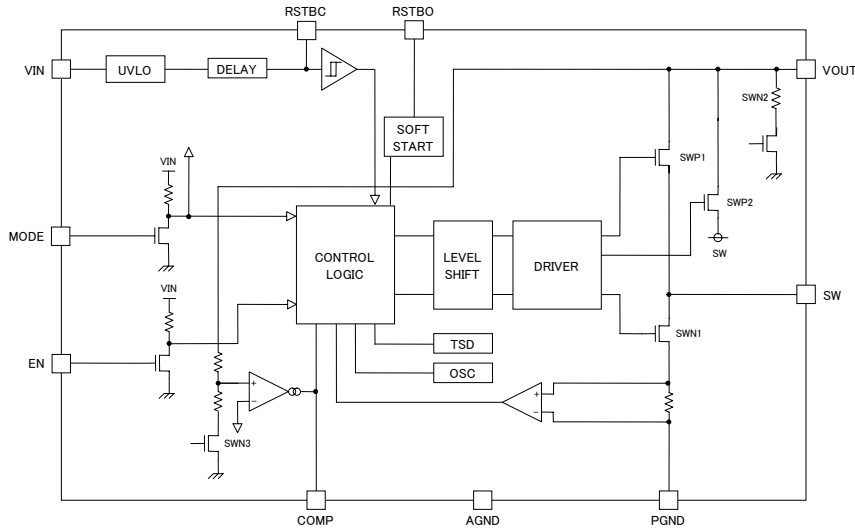 RSTBC
RSTBO
VIN
UVLO
DELAY
VOUT
SWN2
SOFT
START
VIN
SWP1
SWP2
MODE
CONTROL
LOGIC
LEVEL
SHIFT
DRIVER
SW
VIN
SW
TSD
SWN1
EN
OSC
+
−
+
−
SWN3
COMP
AGND
PGND